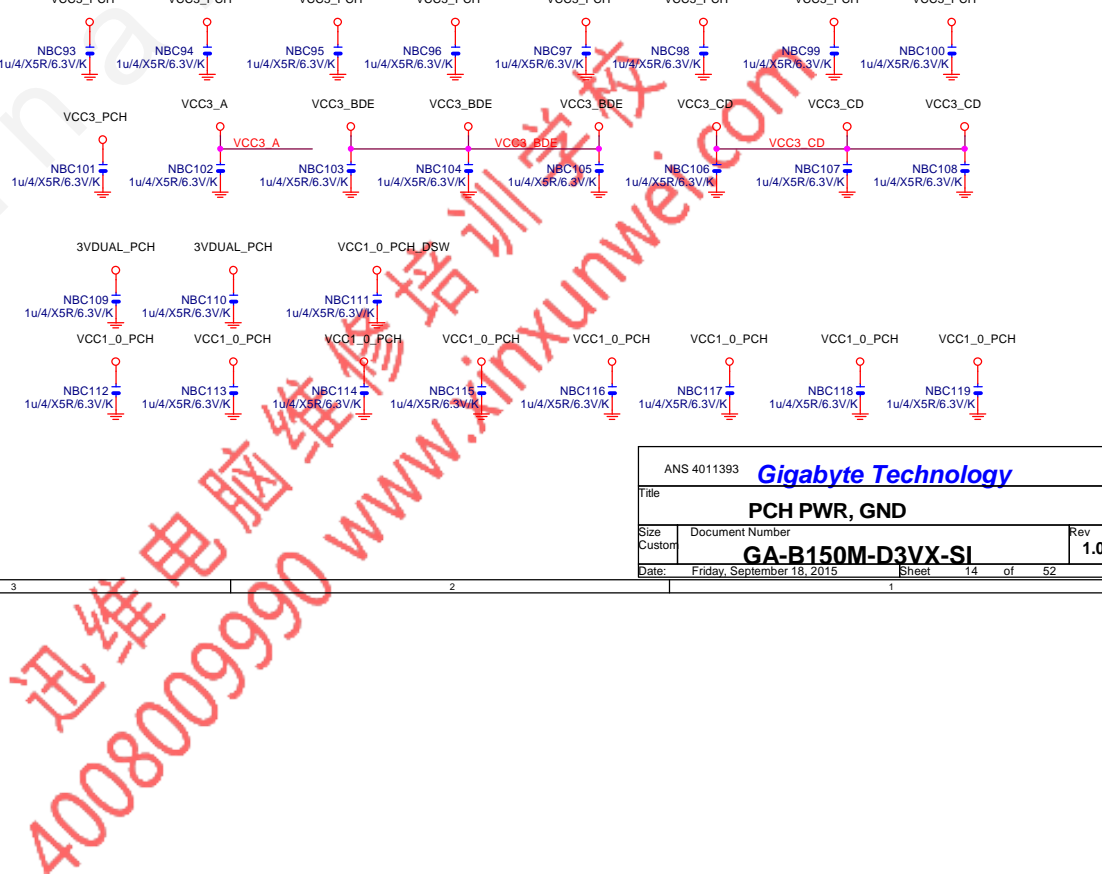 VCC3_PCH VCC3_PCH VCC3_PCH VCC3_PCH VCC3_PCH VCC3_PCH VCC3_PCH VCC3_PCH
NBC93 NBC94 NBC95 NBC96 NBC97 NBC98 NBC99 NBC100
1u/4/X5R/6.3V/K 1u/4/X5R/6.3V/K 1u/4/X5R/6.3V/K 1u/4/X5R/6.3V/K 1u/4/X5R/6.3V/K 1u/4/X5R/6.3V/K 1u/4/X5R/6.3V/K 1u/4/X5R/6.3V/K
VCC3_PCH VCC3_A VCC3_BDE VCC3_BDE VCC3_BDE VCC3_CD VCC3_CD VCC3_CD
VCC3_A VCC3_BDE VCC3_CD
NBC101 NBC102 NBC103 NBC104 NBC105 NBC106 NBC107 NBC108
1u/4/X5R/6.3V/K 1u/4/X5R/6.3V/K 1u/4/X5R/6.3V/K 1u/4/X5R/6.3V/K 1u/4/X5R/6.3V/K 1u/4/X5R/6.3V/K 1u/4/X5R/6.3V/K 1u/4/X5R/6.3V/K
3VDUAL_PCH 3VDUAL_PCH VCC1_0_PCH_DSW
NBC109 NBC110 NBC111
1u/4/X5R/6.3V/K 1u/4/X5R/6.3V/K 1u/4/X5R/6.3V/K
VCC1_0_PCH VCC1_0_PCH VCC1_0_PCH VCC1_0_PCH VCC1_0_PCH VCC1_0_PCH VCC1_0_PCH VCC1_0_PCH
NBC112 NBC113 NBC114 NBC115 NBC116 NBC117 NBC118 NBC119
1u/4/X5R/6.3V/K 1u/4/X5R/6.3V/K 1u/4/X5R/6.3V/K 1u/4/X5R/6.3V/K 1u/4/X5R/6.3V/K 1u/4/X5R/6.3V/K 1u/4/X5R/6.3V/K 1u/4/X5R/6.3V/K
ANS 4011393 Gigabyte Technology
Title
PCH PWR, GND
Size Document Number Rev
Custom GA-B150M-D3VX-SI 1.0
Date: Friday, September 18, 2015 Sheet 14 of 52
3 2 1
迅维电脑维修培训学校
4008009990 www.xinxunwei.com